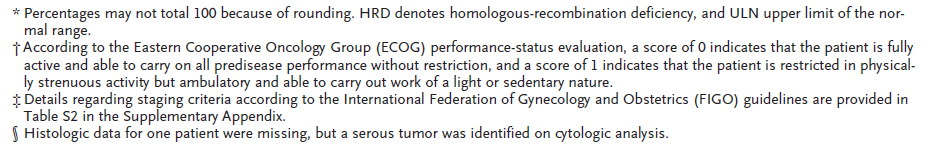 * Percentages may not total 100 because of rounding. HRD denotes homologous-recombination deficiency, and ULN upper limit of the nor-
mal range.
† According to the Eastern Cooperative Oncology Group (ECOG) performance-status evaluation, a score of 0 indicates that the patient is fully
active and able to carry on all predisease performance without restriction, and a score of 1 indicates that the patient is restricted in physical-
ly strenuous activity but ambulatory and able to carry out work of a light or sedentary nature.
‡ Details regarding staging criteria according to the International Federation of Gynecology and Obstetrics (FIGO) guidelines are provided in
Table S2 in the Supplementary Appendix.
§ Histologic data for one patient were missing, but a serous tumor was identified on cytologic analysis.